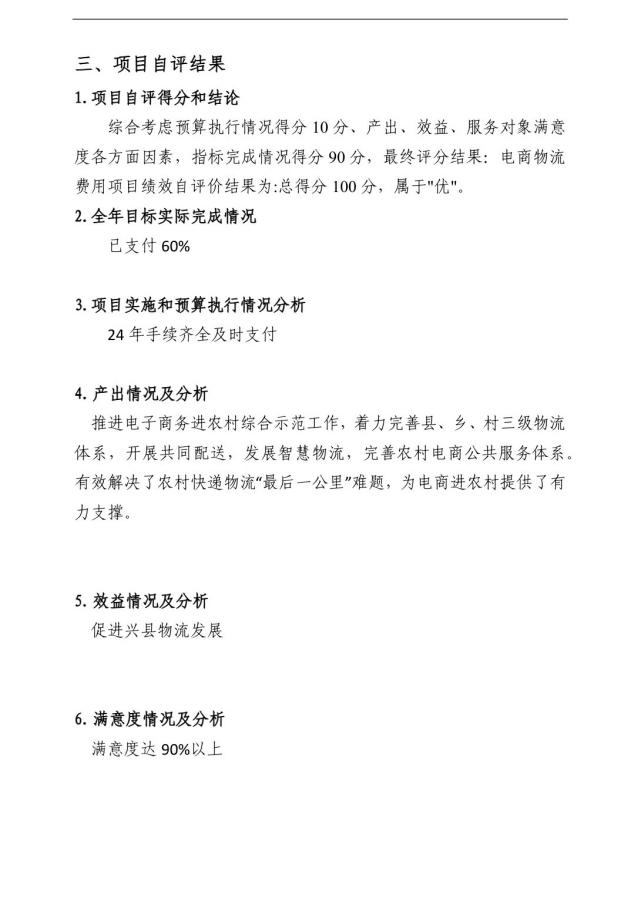 三、项目自评结果
1. 项目自评得分和结论
综合考虑预算执行情况得分 10 分、产出、效益、服务对象满意
度各方面因素，指标完成情况得分 90 分，最终评分结果：电商物流
费用项目绩效自评价结果为:总得分 100 分，属于"优"。
2. 全年目标实际完成情况
已支付 60%
3. 项目实施和预算执行情况分析
24 年手续齐全及时支付
4. 产出情况及分析
推进电子商务进农村综合示范工作，着力完善县、乡、村三级物流
体系，开展共同配送，发展智慧物流，完善农村电商公共服务体系。
有效解决了农村快递物流“最后一公里”难题，为电商进农村提供了有
力支撑。
5. 效益情况及分析
促进兴县物流发展
6. 满意度情况及分析
满意度达 90%以上